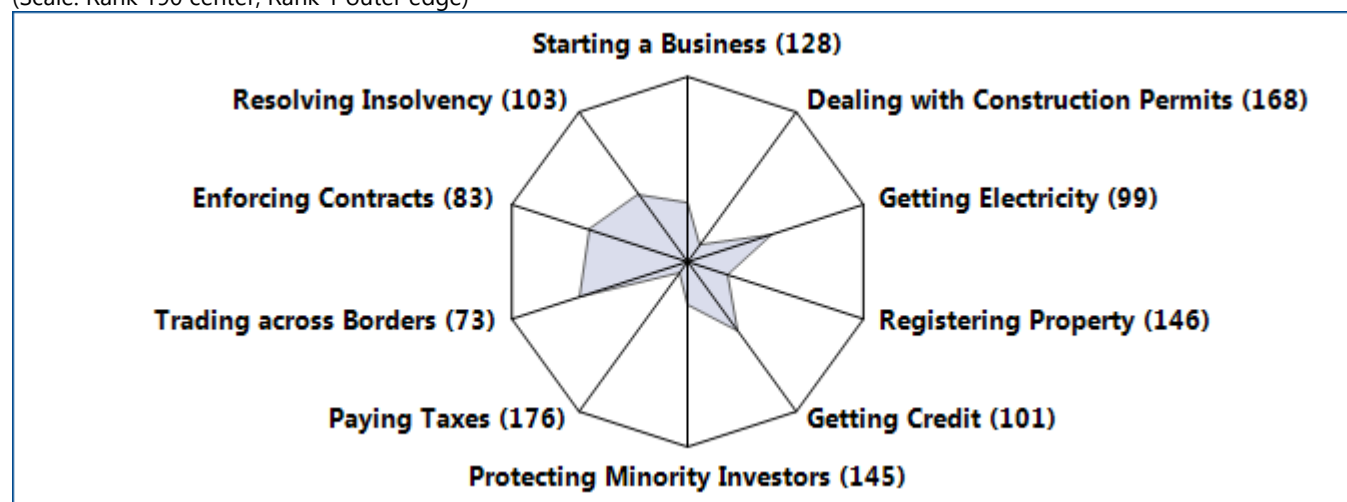 (Scale: Rank 190 center, Rank 1 outer edge)
Starting a Business (128)
Resolving Insolvency (103)
Dealing with Construction Permits (168)
Enforcing Contracts (83)
Getting Electricity (99)
Trading across Borders (73)
Registering Property (146)
Paying Taxes (176)
Getting Credit (101)
Protecting Minority Investors (145)